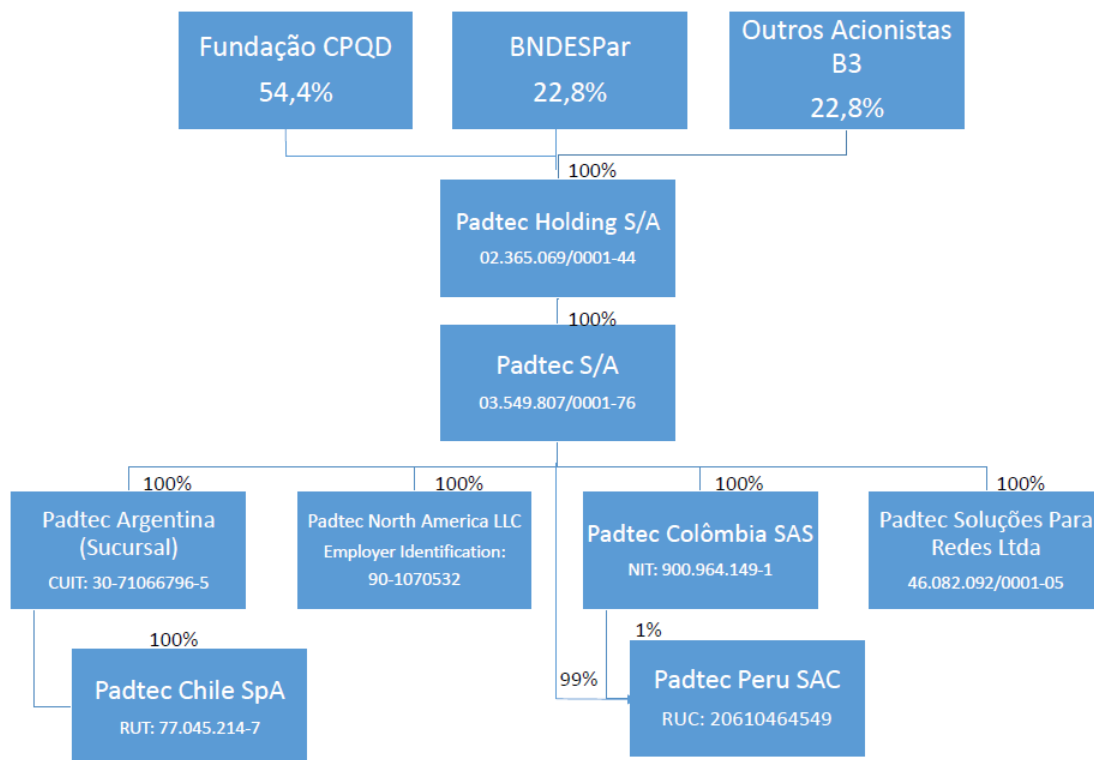 Fundação CPQD
54,4%
BNDESPar
22,8%
Outros Acionistas
B3
22,8%
100%
Padtec Holding S/A
02.365.069/0001-44
100%
Padtec S/A
03.549.807/0001-76
100%
Padtec Argentina
(Sucursal)
CUIT: 30-71066796-5
100%
Padtec North America LLC
Employer Identification:
90-1070532
100%
Padtec Colômbia SAS
NIT: 900.964.149-1
100%
Padtec Soluções Para
Redes Ltda
46.082.092/0001-05
100%
Padtec Chile SpA
RUT: 77.045.214-7
1%
99%
Padtec Peru SAC
RUC: 20610464549